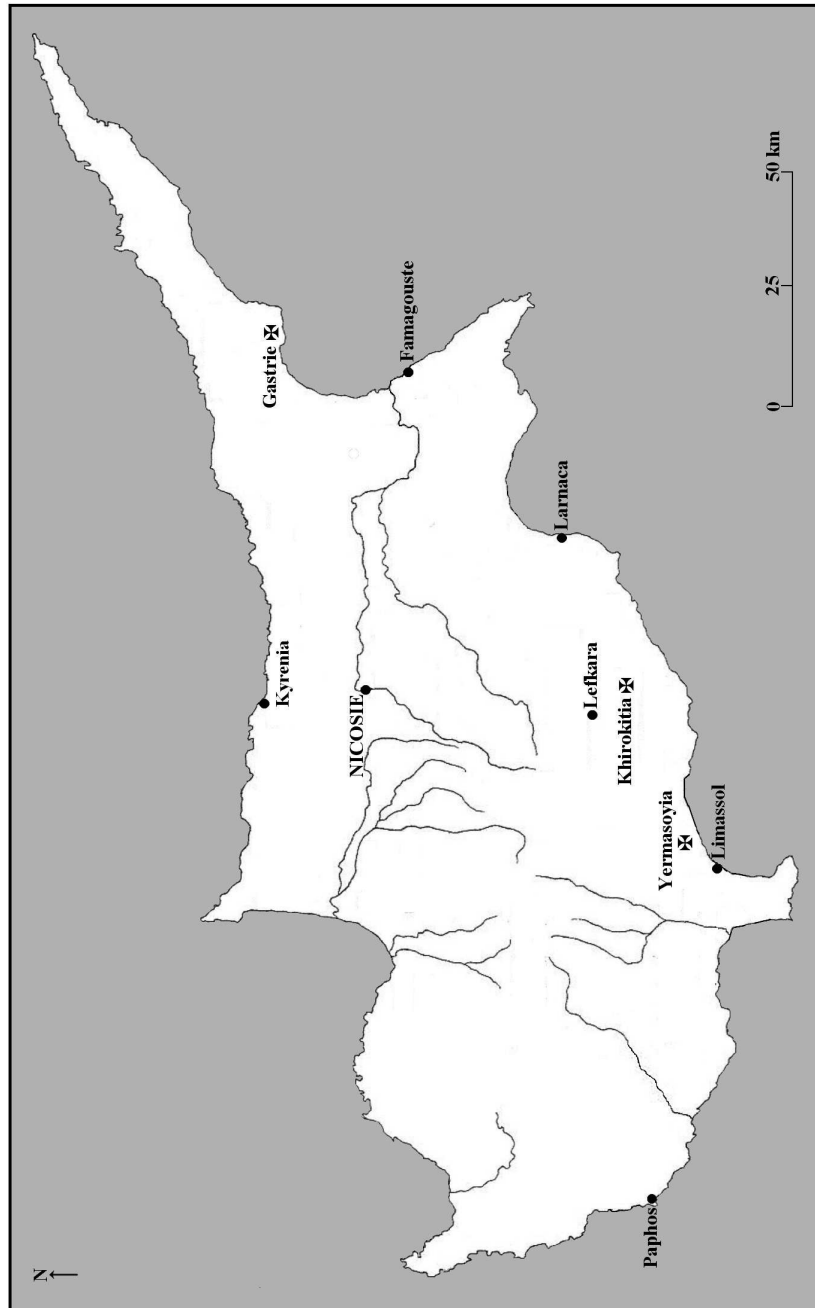 N
Gastrie
Kyrenia
NICOSIE
Famagouste
Larnaca
Lefkara
Khirokitia
Yermasoyia
Limassol
Paphos
0 25 50 km